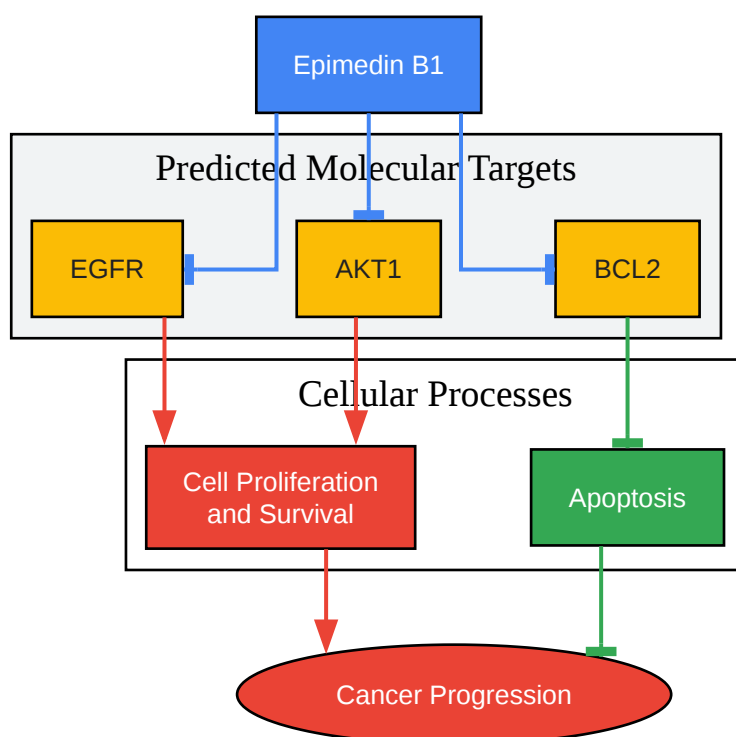 Epimedin B1
Predicted Molecular Targets
EGFR
AKT1
BCL2
Cellular Processes
Cell Proliferation
and Survival
Apoptosis
Cancer Progression